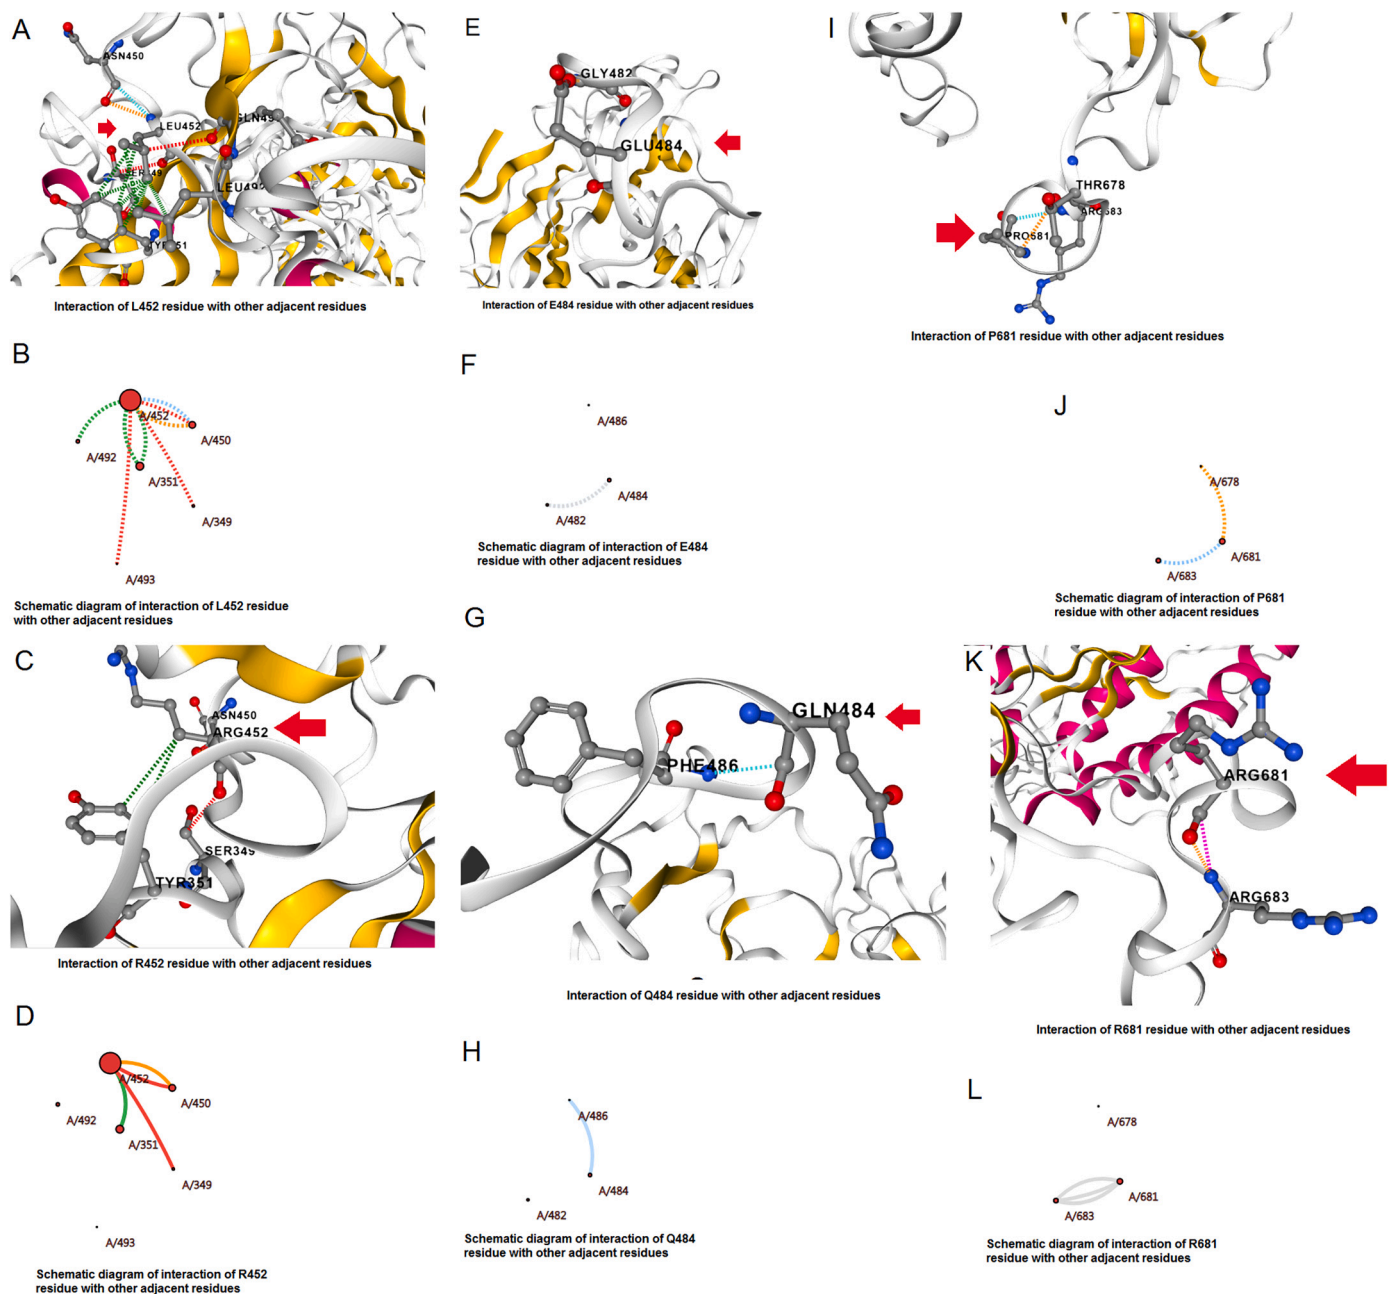 A
ASN450
LEU452
GLN49
SER349
LEU492
TYR351
Interaction of L452 residue with other adjacent residues
B
A/452
A/450
A/492
A/351
A/349
A/493
Schematic diagram of interaction of L452 residue
with other adjacent residues
C
ASN450
ARG452
SER349
TYR351
Interaction of R452 residue with other adjacent residues
D
A/452
A/450
A/492
A/351
A/349
A/493
Schematic diagram of interaction of R452
residue with other adjacent residues
E
GLY482
GLU484
Interaction of E484 residue with other adjacent residues
F
A/486
A/484
A/482
Schematic diagram of interaction of E484
residue with other adjacent residues
G
GLN484
PHE486
Interaction of Q484 residue with other adjacent residues
H
A/486
A/484
A/482
Schematic diagram of interaction of Q484
residue with other adjacent residues
I
THR678
ARG683
PRO681
Interaction of P681 residue with other adjacent residues
J
A/678
A/681
A/683
Schematic diagram of interaction of P681
residue with other adjacent residues
K
ARG681
ARG683
Interaction of R681 residue with other adjacent residues
L
A/678
A/681
A/683
Schematic diagram of interaction of R681
residue with other adjacent residues